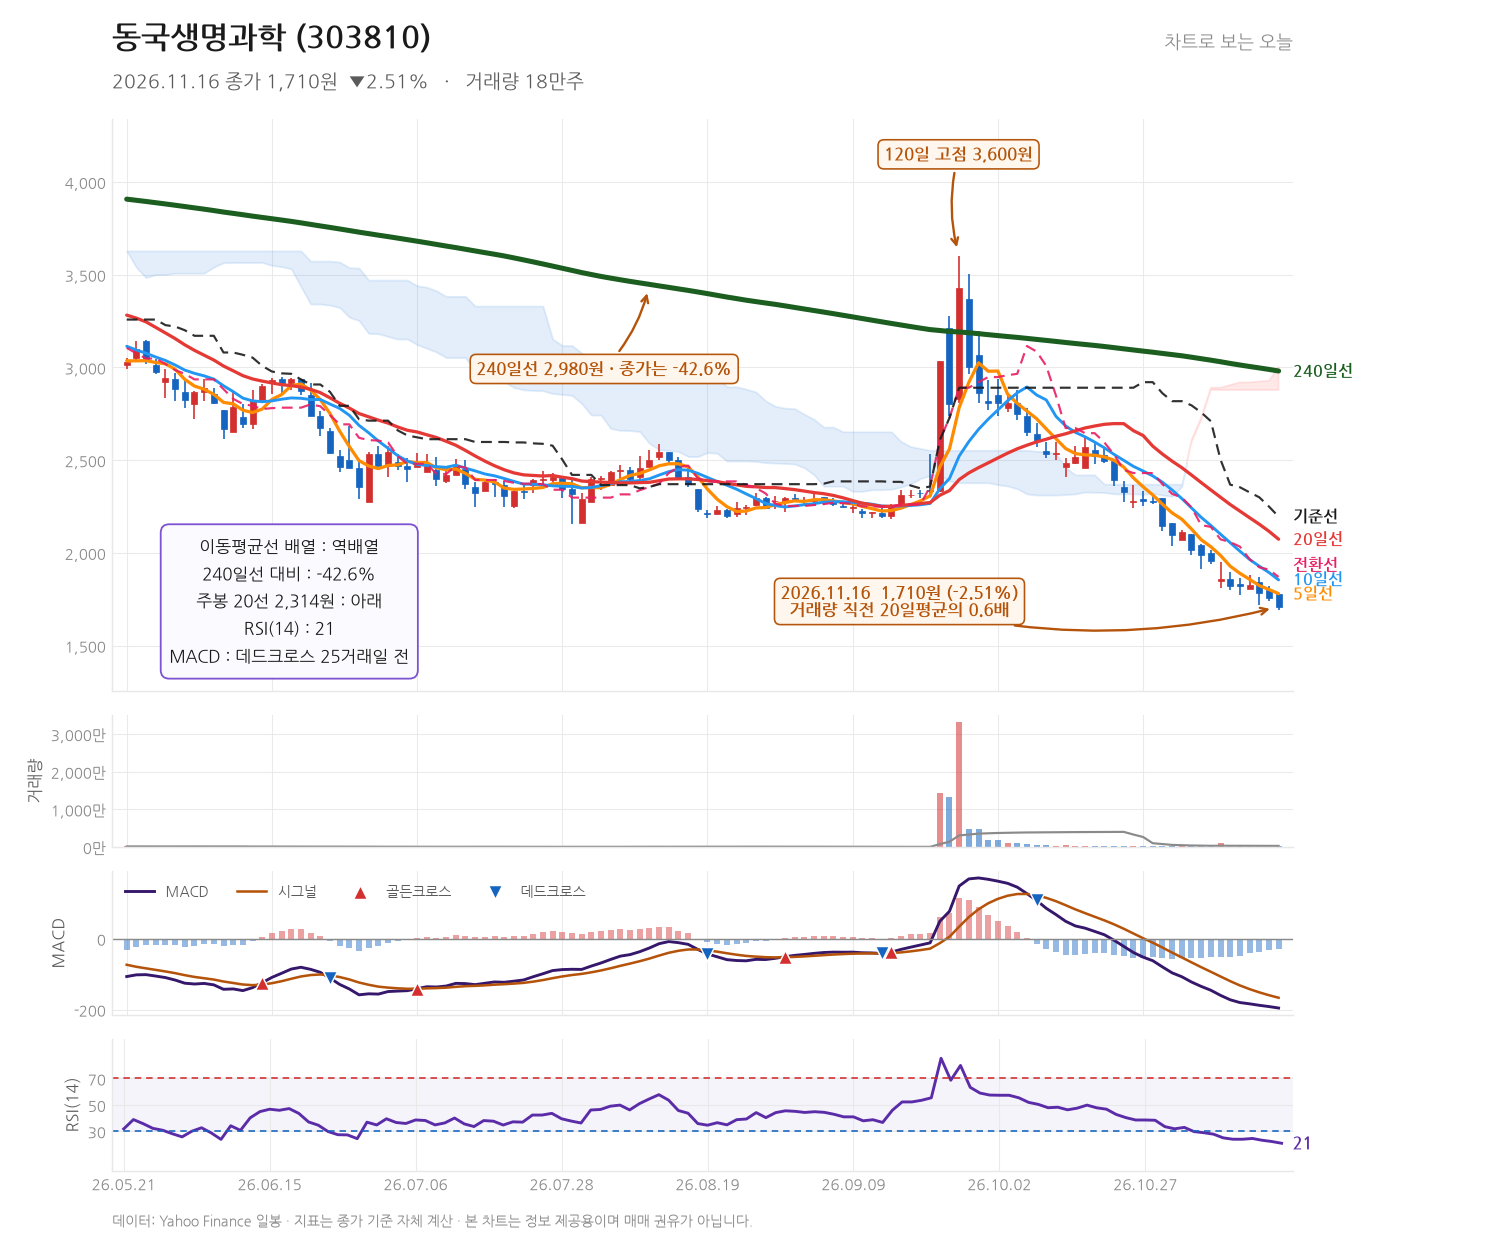 동국생명과학 (303810)
차트로 보는 오늘
2026.11.16 종가 1,710원 ▼2.51% · 거래량 18만주
120일 고점 3,600원
4,000
3,500
3,000
2,500
2,000
1,500
240일선 2,980원 · 종가는 -42.6%
240일선
기준선
20일선
전환선
10일선
5일선
이동평균선 배열 : 역배열
240일선 대비 : -42.6%
주봉 20선 2,314원 : 아래
RSI(14) : 21
MACD : 데드크로스 25거래일 전
2026.11.16 1,710원 (-2.51%)
거래량 직전 20일평균의 0.6배
거래량
3,000만
2,000만
1,000만
0만
MACD
MACD
시그널
골든크로스
데드크로스
0
-200
RSI(14)
70
50
30
21
26.05.21
26.06.15
26.07.06
26.07.28
26.08.19
26.09.09
26.10.02
26.10.27
데이터: Yahoo Finance 일봉 · 지표는 종가 기준 자체 계산 · 본 차트는 정보 제공용이며 매매 권유가 아닙니다.